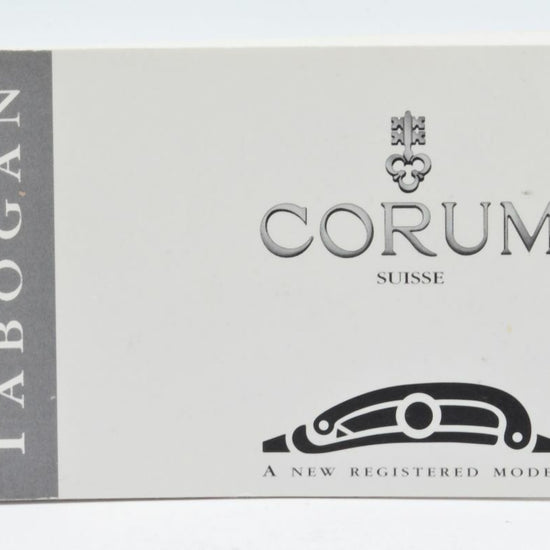 TABOGAN
CORUM
SUISSE
A NEW REGISTERED MODE